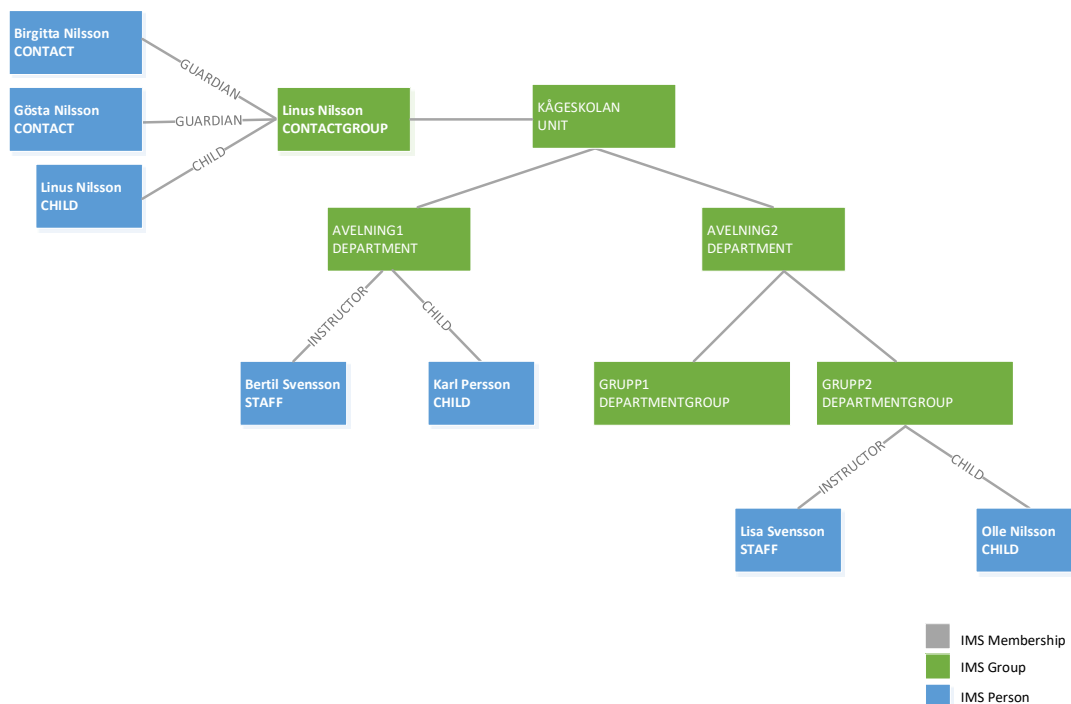 Birgitta Nilsson
CONTACT
GUARDIAN
Gösta Nilsson
CONTACT
GUARDIAN
Linus Nilsson
CONTACTGROUP
KÅGESKOLAN
UNIT
CHILD
Linus Nilsson
CHILD
AVELNING1
DEPARTMENT
AVELNING2
DEPARTMENT
INSTRUCTOR
CHILD
Bertil Svensson
STAFF
Karl Persson
CHILD
GRUPP1
DEPARTMENTGROUP
GRUPP2
DEPARTMENTGROUP
INSTRUCTOR
CHILD
Lisa Svensson
STAFF
Olle Nilsson
CHILD
IMS Membership
IMS Group
IMS Person